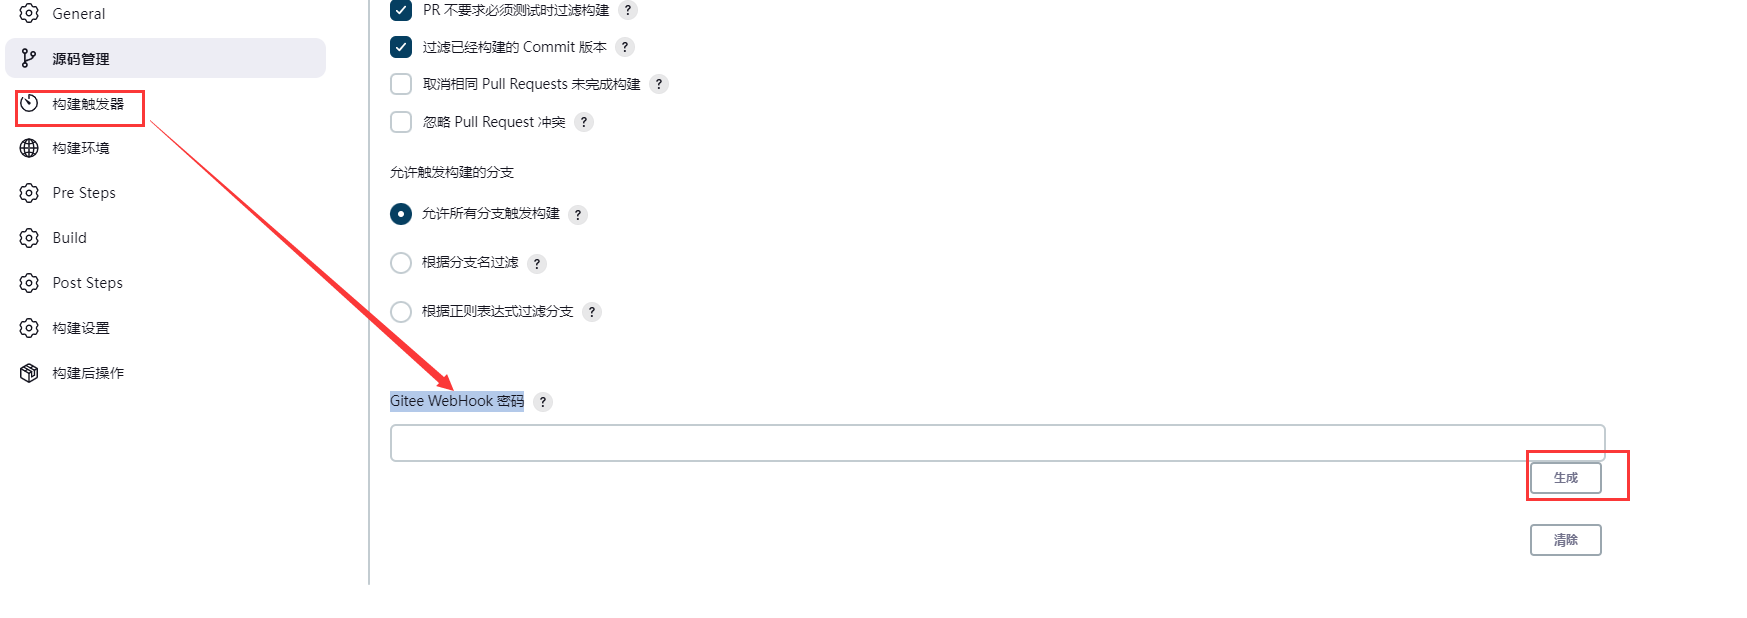 General
源码管理
构建触发器
构建环境
Pre Steps
Build
Post Steps
构建设置
构建后操作
PR 不要求必须测试时过滤构建 ?
过滤已经构建的 Commit 版本 ?
取消相同 Pull Requests 未完成构建 ?
忽略 Pull Request 冲突 ?
允许触发构建的分支
允许所有分支触发构建 ?
根据分支名过滤 ?
根据正则表达式过滤分支 ?
Gitee WebHook 密码 ?
生成
清除